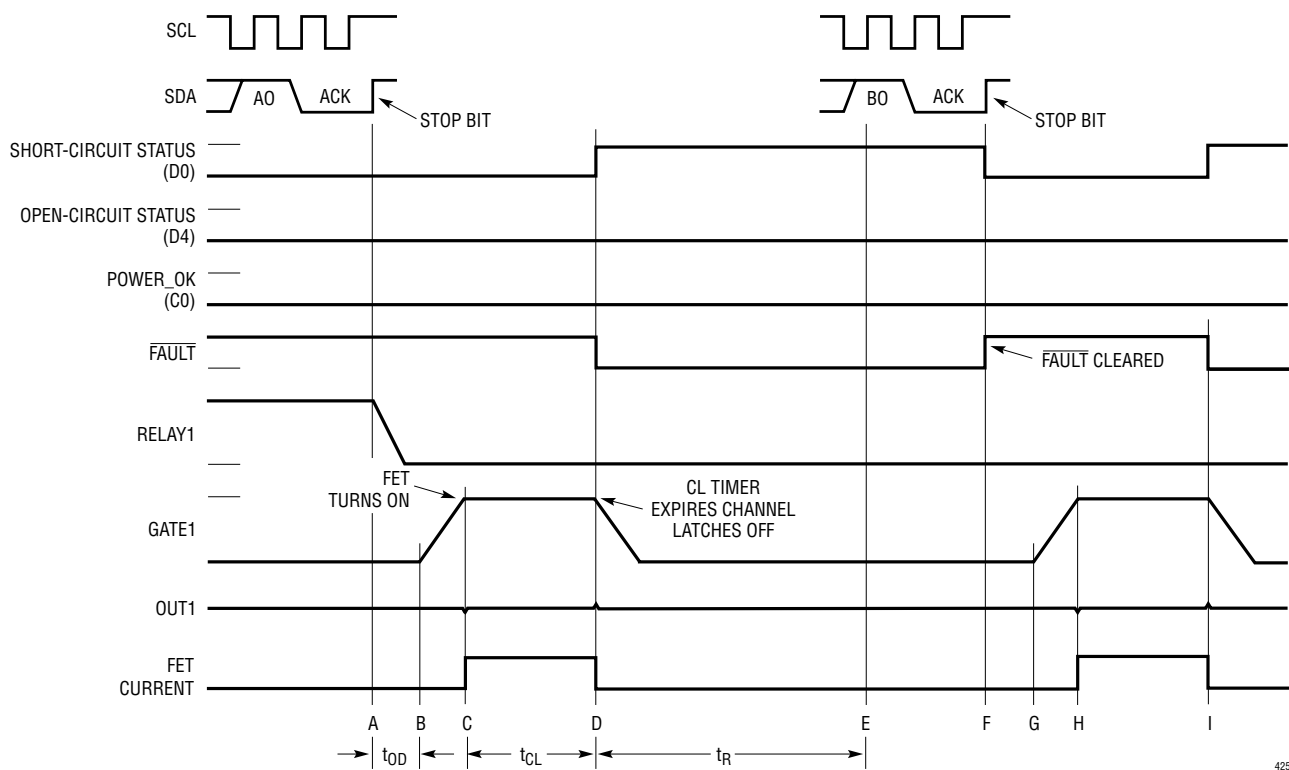 SCL
SDA
AO
ACK
BO
ACK
STOP BIT
STOP BIT
SHORT-CIRCUIT STATUS
(D0)
OPEN-CIRCUIT STATUS
(D4)
POWER_OK
(C0)
FAULT
FAULT CLEARED
RELAY1
FET
TURNS ON
CL TIMER
EXPIRES CHANNEL
LATCHES OFF
GATE1
OUT1
FET
CURRENT
A B C D E F G H I
tOD tCL tR
425